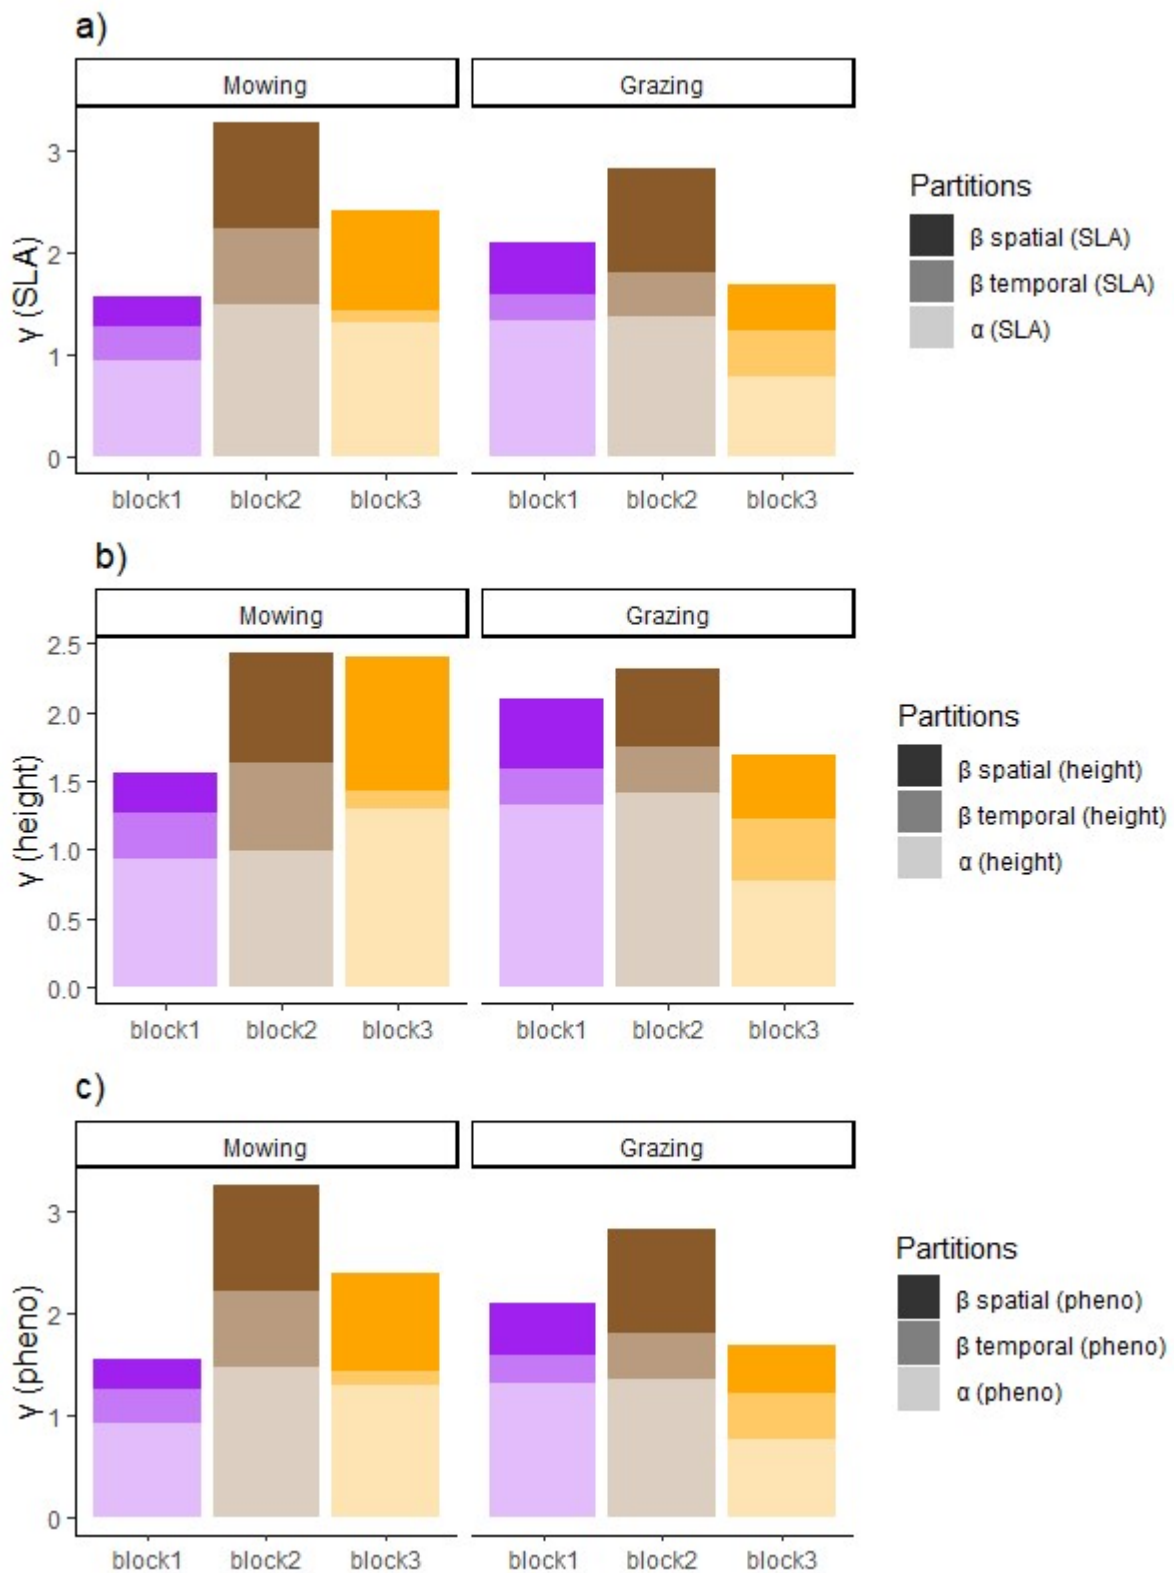 a)
Mowing
Grazing
γ (SLA)
3
2
1
0
block1
block2
block3
block1
block2
block3
Partitions
β spatial (SLA)
β temporal (SLA)
α (SLA)
b)
Mowing
Grazing
γ (height)
2.5
2.0
1.5
1.0
0.5
0.0
block1
block2
block3
block1
block2
block3
Partitions
β spatial (height)
β temporal (height)
α (height)
c)
Mowing
Grazing
γ (pheno)
3
2
1
0
block1
block2
block3
block1
block2
block3
Partitions
β spatial (pheno)
β temporal (pheno)
α (pheno)